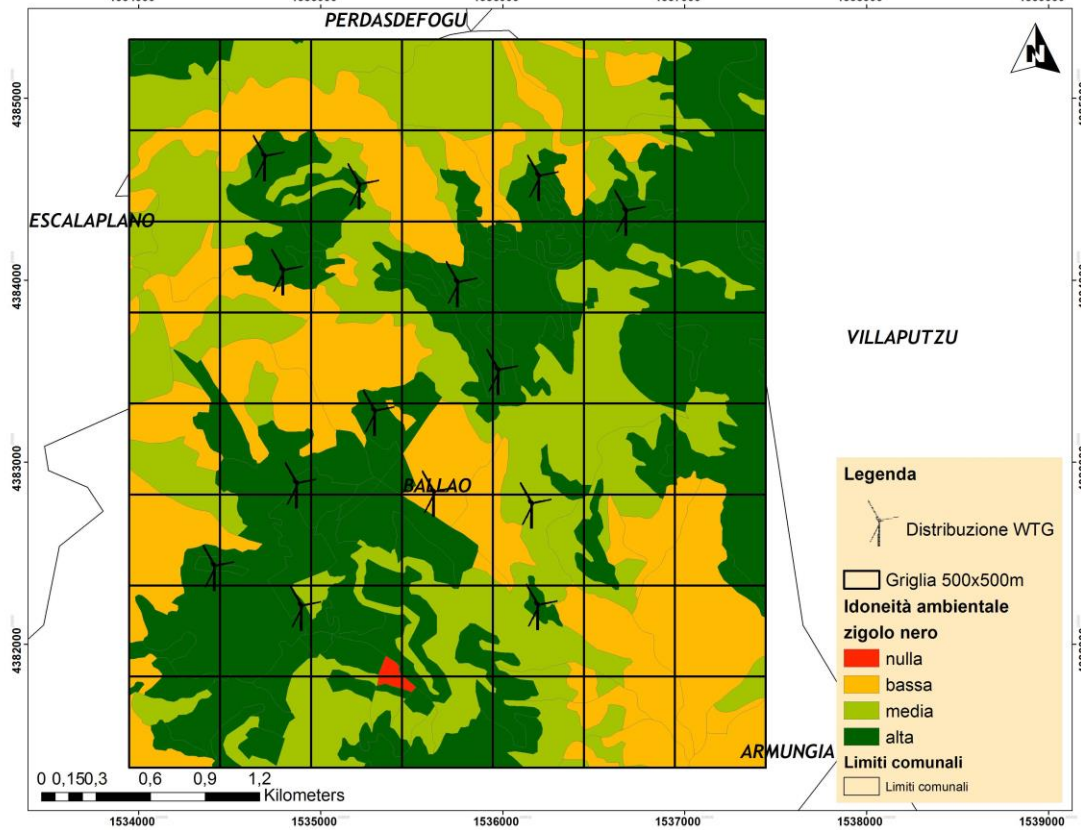 PERDASDEFOGU
N
4385000
ESCALAPLANO
4384000
VILLAPUTZU
4383000
BALLAO
4382000
ARMUNGIA
Legenda
Distribuzione WTG
Griglia 500x500m
Idoneità ambientale
zigolo nero
nulla
bassa
media
alta
Limiti comunali
Limiti comunali
0 0,150,3 0,6 0,9 1,2
Kilometers
1534000 1535000 1536000 1537000 1538000 1539000